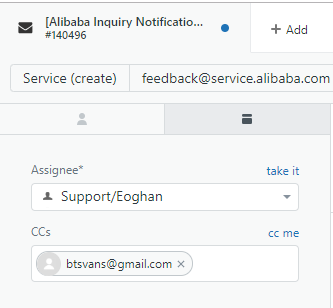 [Alibaba Inquiry Notificatio...
#140496
+ Add
Service (create)
feedback@service.alibaba.com
Assignee*
take it
Support/Eoghan
CCs
cc me
btsvans@gmail.com ×